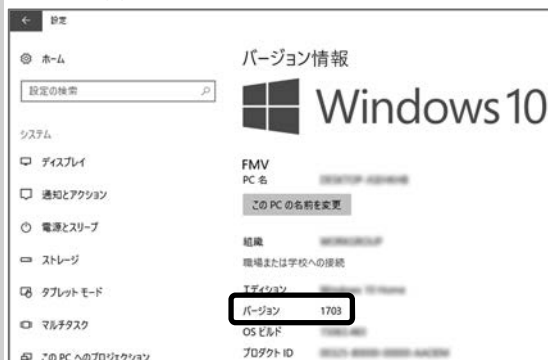 設定
ホーム
設定の検索
システム
ディスプレイ
通知とアクション
電源とスリープ
ストレージ
タブレット モード
マルチタスク
この PC へのプロジェクション
バージョン情報
Windows 10
FMV
PC 名
この PC の名前を変更
組織
職場または学校への接続
エディション
バージョン 1703
OS ビルド
プロダクト ID